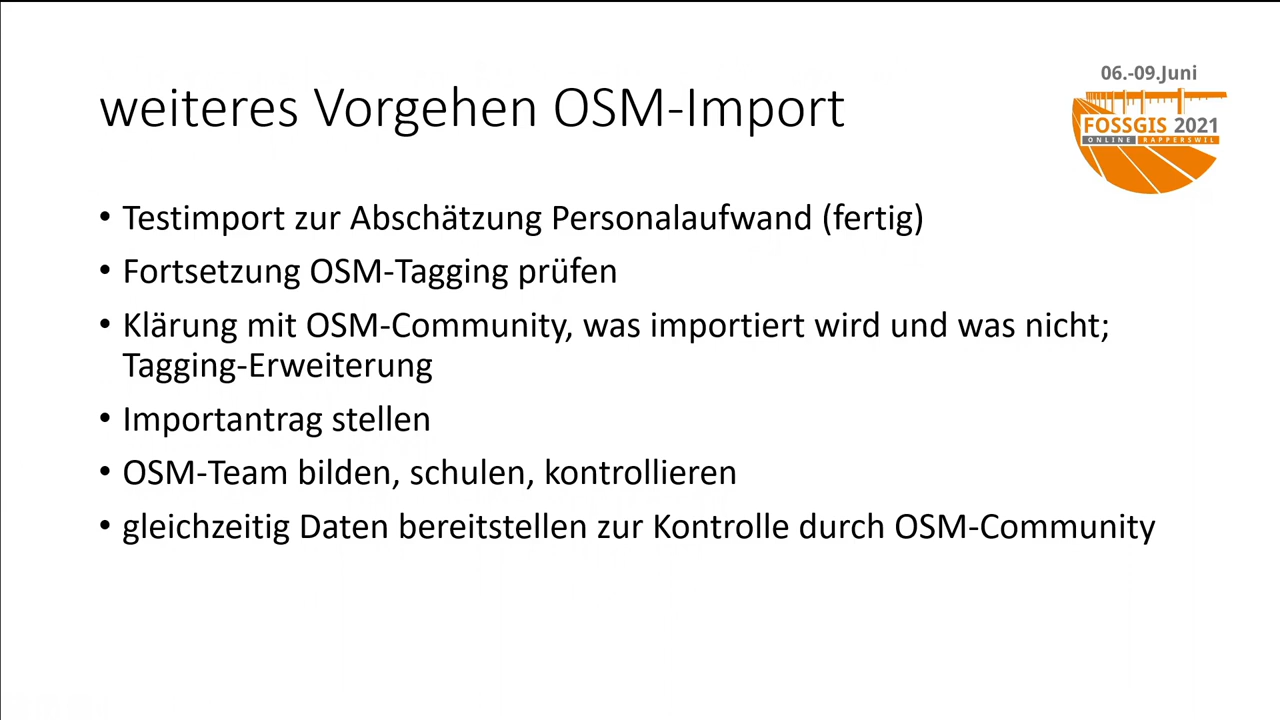 weiteres Vorgehen OSM-Import
06.-09.Juni
FOSSGIS 2021
ONLINE RAPPERSWIL
• Testimport zur Abschätzung Personalaufwand (fertig)
• Fortsetzung OSM-Tagging prüfen
• Klärung mit OSM-Community, was importiert wird und was nicht;
Tagging-Erweiterung
• Importantrag stellen
• OSM-Team bilden, schulen, kontrollieren
• gleichzeitig Daten bereitstellen zur Kontrolle durch OSM-Community